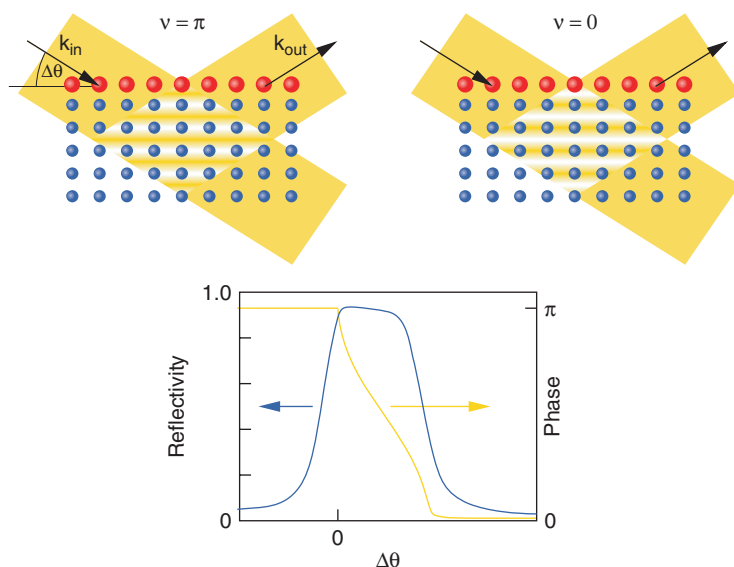 ν = π
ν = 0
k_in
k_out
Δθ
1.0
π
Reflectivity
Phase
0
0
0
Δθ